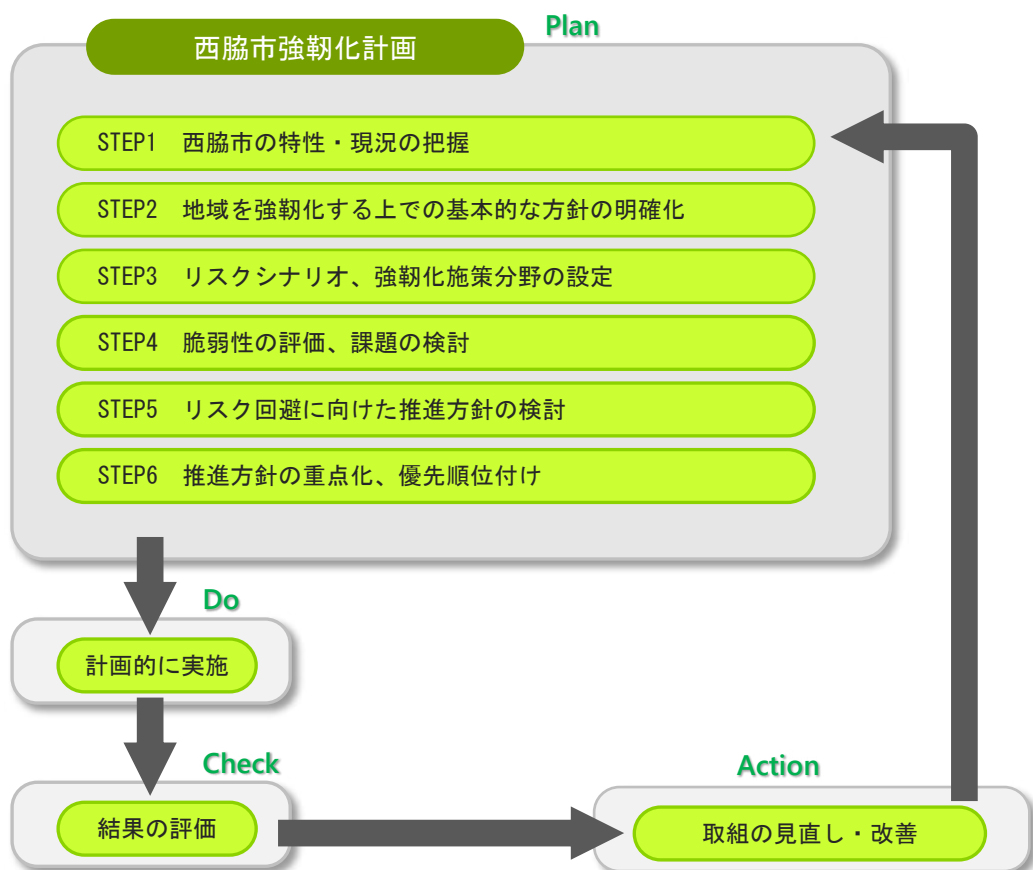 Plan
西脇市強靭化計画
STEP1 西脇市の特性・現況の把握
STEP2 地域を強靭化する上での基本的な方針の明確化
STEP3 リスクシナリオ、強靭化施策分野の設定
STEP4 脆弱性の評価、課題の検討
STEP5 リスク回避に向けた推進方針の検討
STEP6 推進方針の重点化、優先順位付け
Do
計画的に実施
Check
結果の評価
Action
取組の見直し・改善